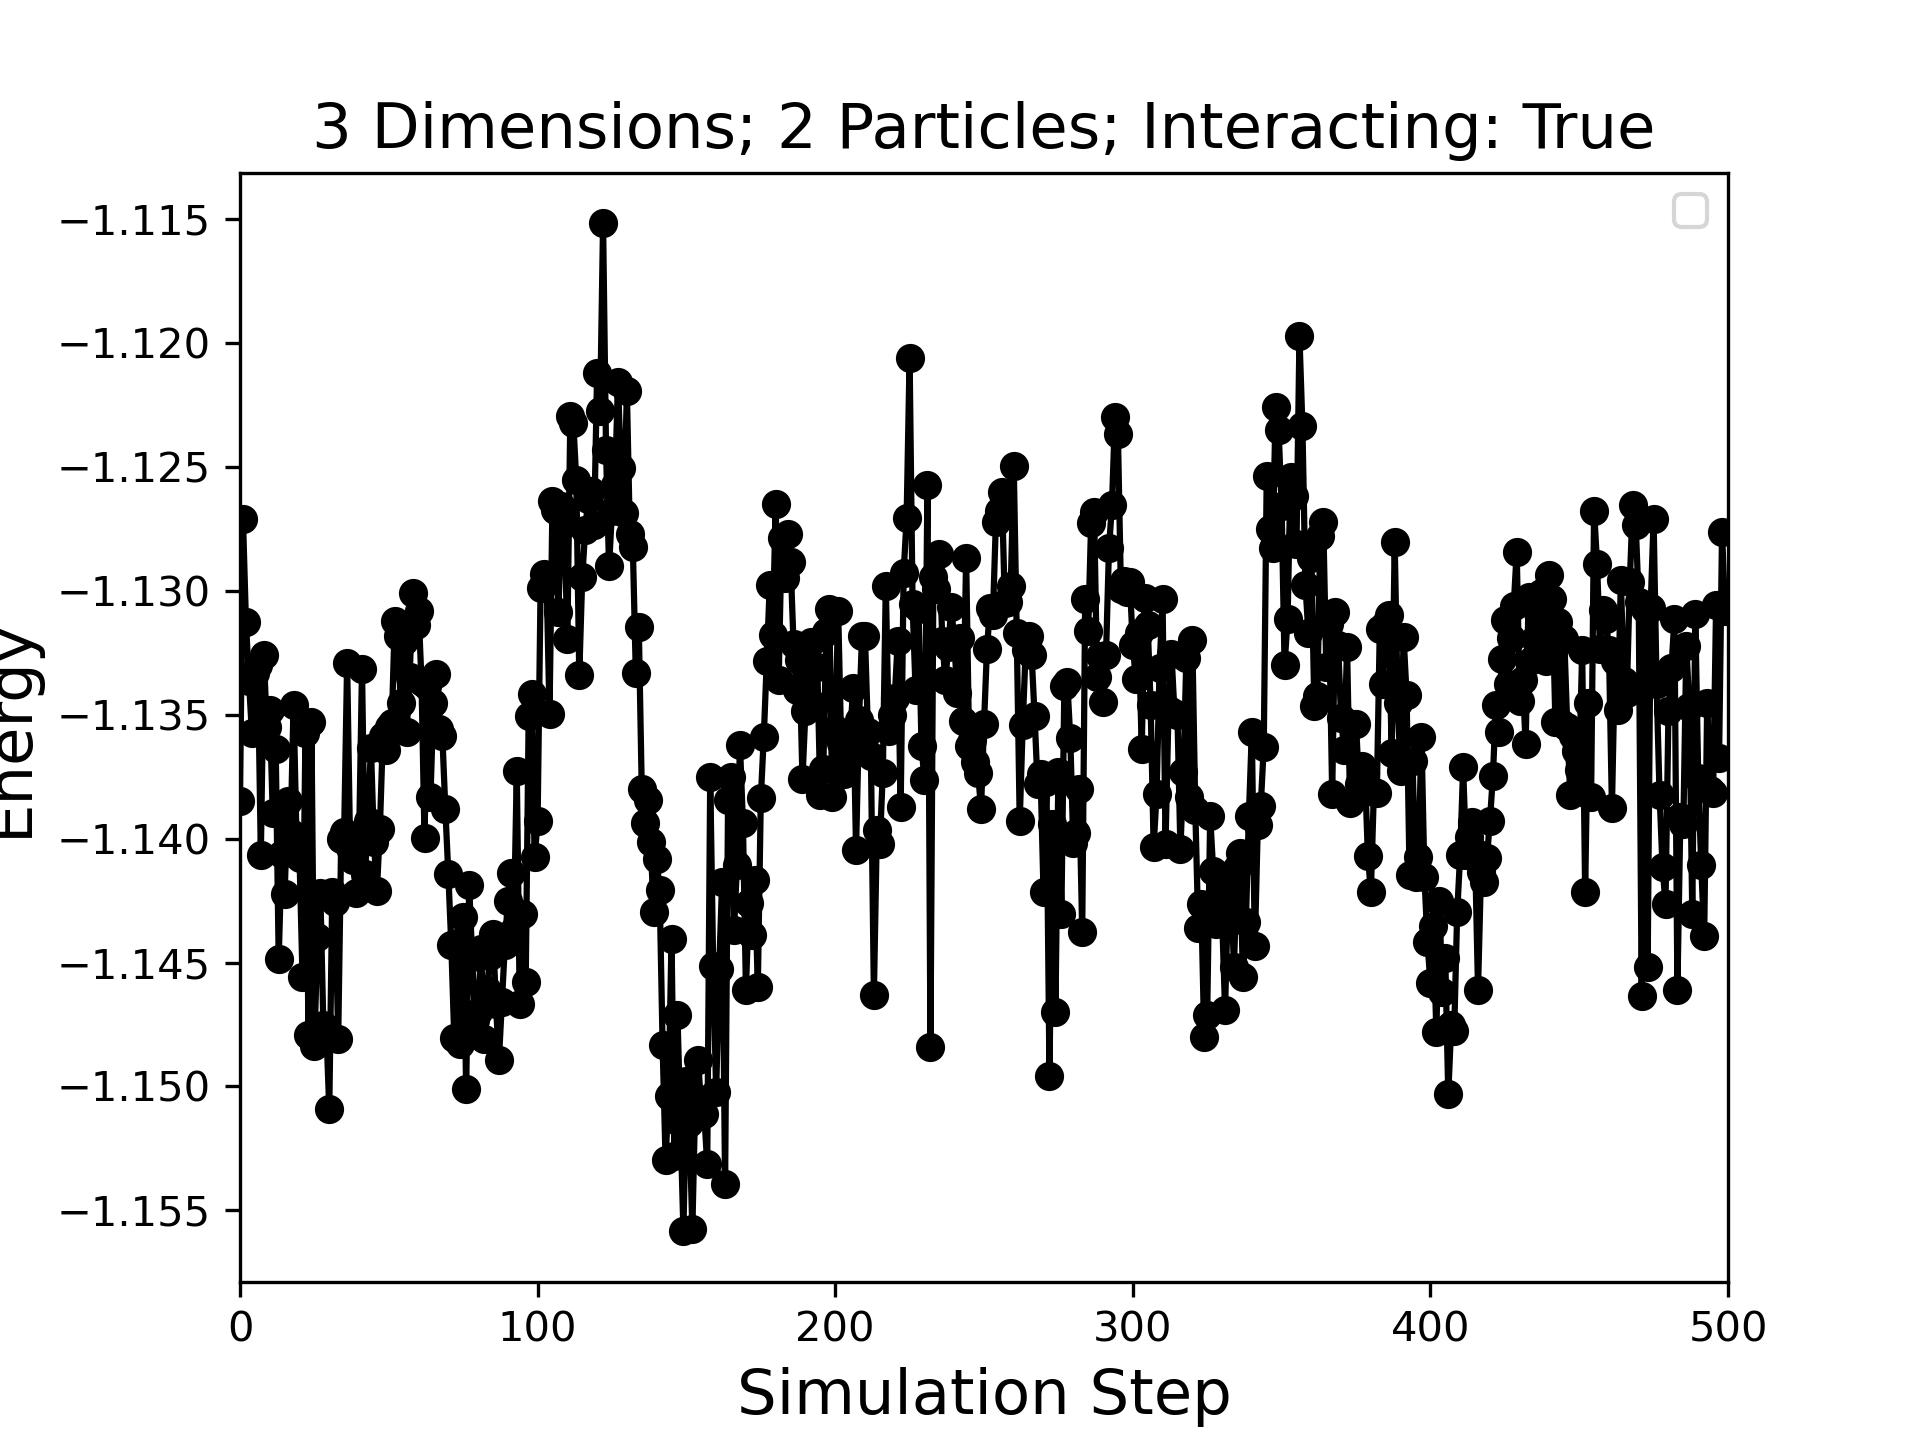 3 Dimensions; 2 Particles; Interacting: True
−1.115
−1.120
−1.125
−1.130
−1.135
−1.140
−1.145
−1.150
−1.155
Energy
0 100 200 300 400 500
Simulation Step